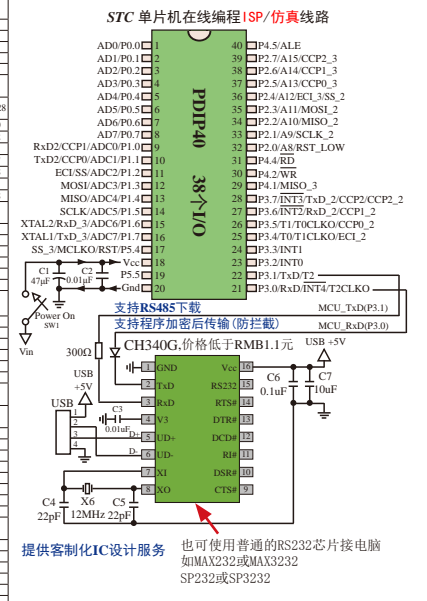 STC 单片机在线编程ISP/仿真线路
AD0/P0.0 1 40 P4.5/ALE
AD1/P0.1 2 39 P2.7/A15/CCP2_3
AD2/P0.2 3 38 P2.6/A14/CCP1_3
AD3/P0.3 4 37 P2.5/A13/CCP0_3
AD4/P0.4 5 36 P2.4/A12/ECI_3/SS_2
AD5/P0.5 6 35 P2.3/A11/MOSI_2
AD6/P0.6 7 34 P2.2/A10/MISO_2
AD7/P0.7 8 33 P2.1/A9/SCLK_2
RxD2/CCP1/ADC0/P1.0 9 32 P2.0/A8/RST_LOW
TxD2/CCP0/ADC1/P1.1 10 31 P4.4/RD
ECI/SS/ADC2/P1.2 11 30 P4.2/WR
MOSI/ADC3/P1.3 12 29 P4.1/MISO_3
MISO/ADC4/P1.4 13 28 P3.7/INT3/TxD_2/CCP2/CCP2_2
SCLK/ADC5/P1.5 14 27 P3.6/INT2/RxD_2/CCP1_2
XTAL2/RxD_3/ADC6/P1.6 15 26 P3.5/T1/T0CLKO/CCP0_2
XTAL1/TxD_3/ADC7/P1.7 16 25 P3.4/T0/T1CLKO/ECI_2
SS_3/MCLKO/RST/P5.4 17 24 P3.3/INT1
Vcc 18 23 P3.2/INT0
P5.5 19 22 P3.1/TxD/T2
Gnd 20 21 P3.0/RxD/INT4/T2CLKO
PDIP40 38个I/O
C1 47μF
C2 0.01uF
Power On
SW1
Vin
支持RS485下载
MCU_TxD(P3.1)
支持程序加密后传输(防拦截)
MCU_RxD(P3.0)
CH340G,价格低于RMB1.1元
USB +5V
300Ω
USB
+5V
1 GND Vcc 16
2 TxD RS232 15
3 RxD RTS# 14
4 V3 DTR# 13
5 UD+ DCD# 12
6 UD- RI# 11
7 XI DSR# 10
8 XO CTS# 9
C6
0.1uF
C7
10uF
USB
1
2
3
4
C3
0.01uF
D+
D-
C4
22pF
X6
12MHz
C5
22pF
提供客制化IC设计服务
也可使用普通的RS232芯片接电脑
如MAX232或MAX3232
SP232或SP3232